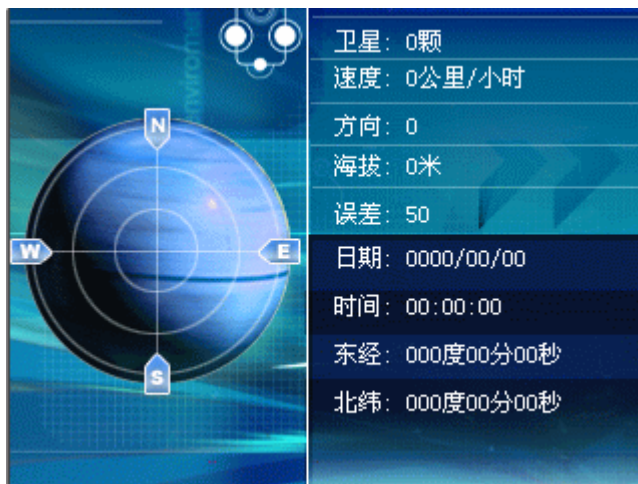 nvironmen
N
W
E
S
卫星: 0颗
速度: 0公里/小时
方向: 0
海拔: 0米
误差: 50
日期: 0000/00/00
时间: 00:00:00
东经: 000度00分00秒
北纬: 000度00分00秒